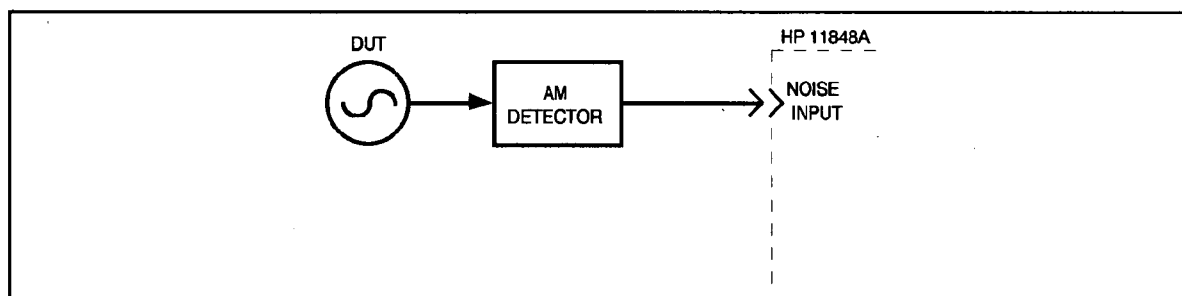 DUT
HP 11848A
AM
DETECTOR
NOISE
INPUT